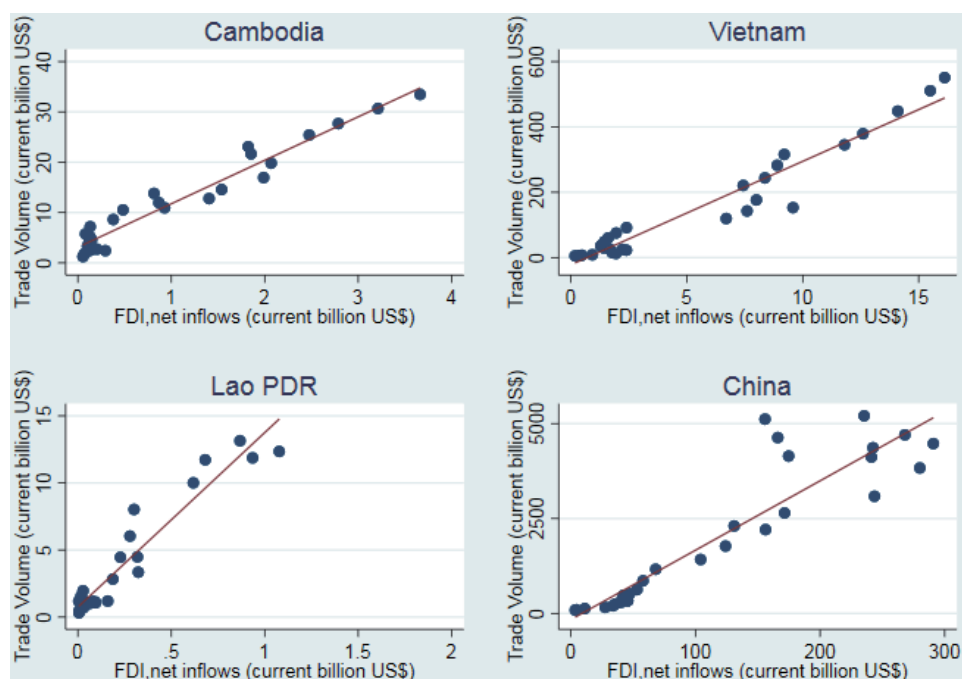 Cambodia
Trade Volume (current billion US$)
40
30
20
10
0
0 1 2 3 4
FDI,net inflows (current billion US$)
Vietnam
Trade Volume (current billion US$)
600
400
200
0
0 5 10 15
FDI,net inflows (current billion US$)
Lao PDR
Trade Volume (current billion US$)
15
10
5
0
0 .5 1 1.5 2
FDI,net inflows (current billion US$)
China
Trade Volume (current billion US$)
5000
2500
0
0 100 200 300
FDI,net inflows (current billion US$)